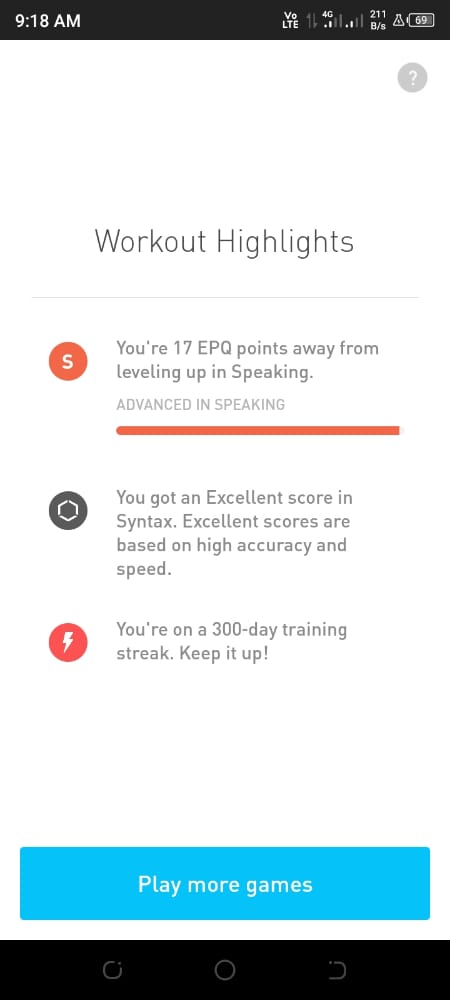 9:18 AM
Vo LTE 4G 211 B/s 69
?
Workout Highlights
S
You're 17 EPQ points away from
leveling up in Speaking.
ADVANCED IN SPEAKING
You got an Excellent score in
Syntax. Excellent scores are
based on high accuracy and
speed.
You're on a 300-day training
streak. Keep it up!
Play more games